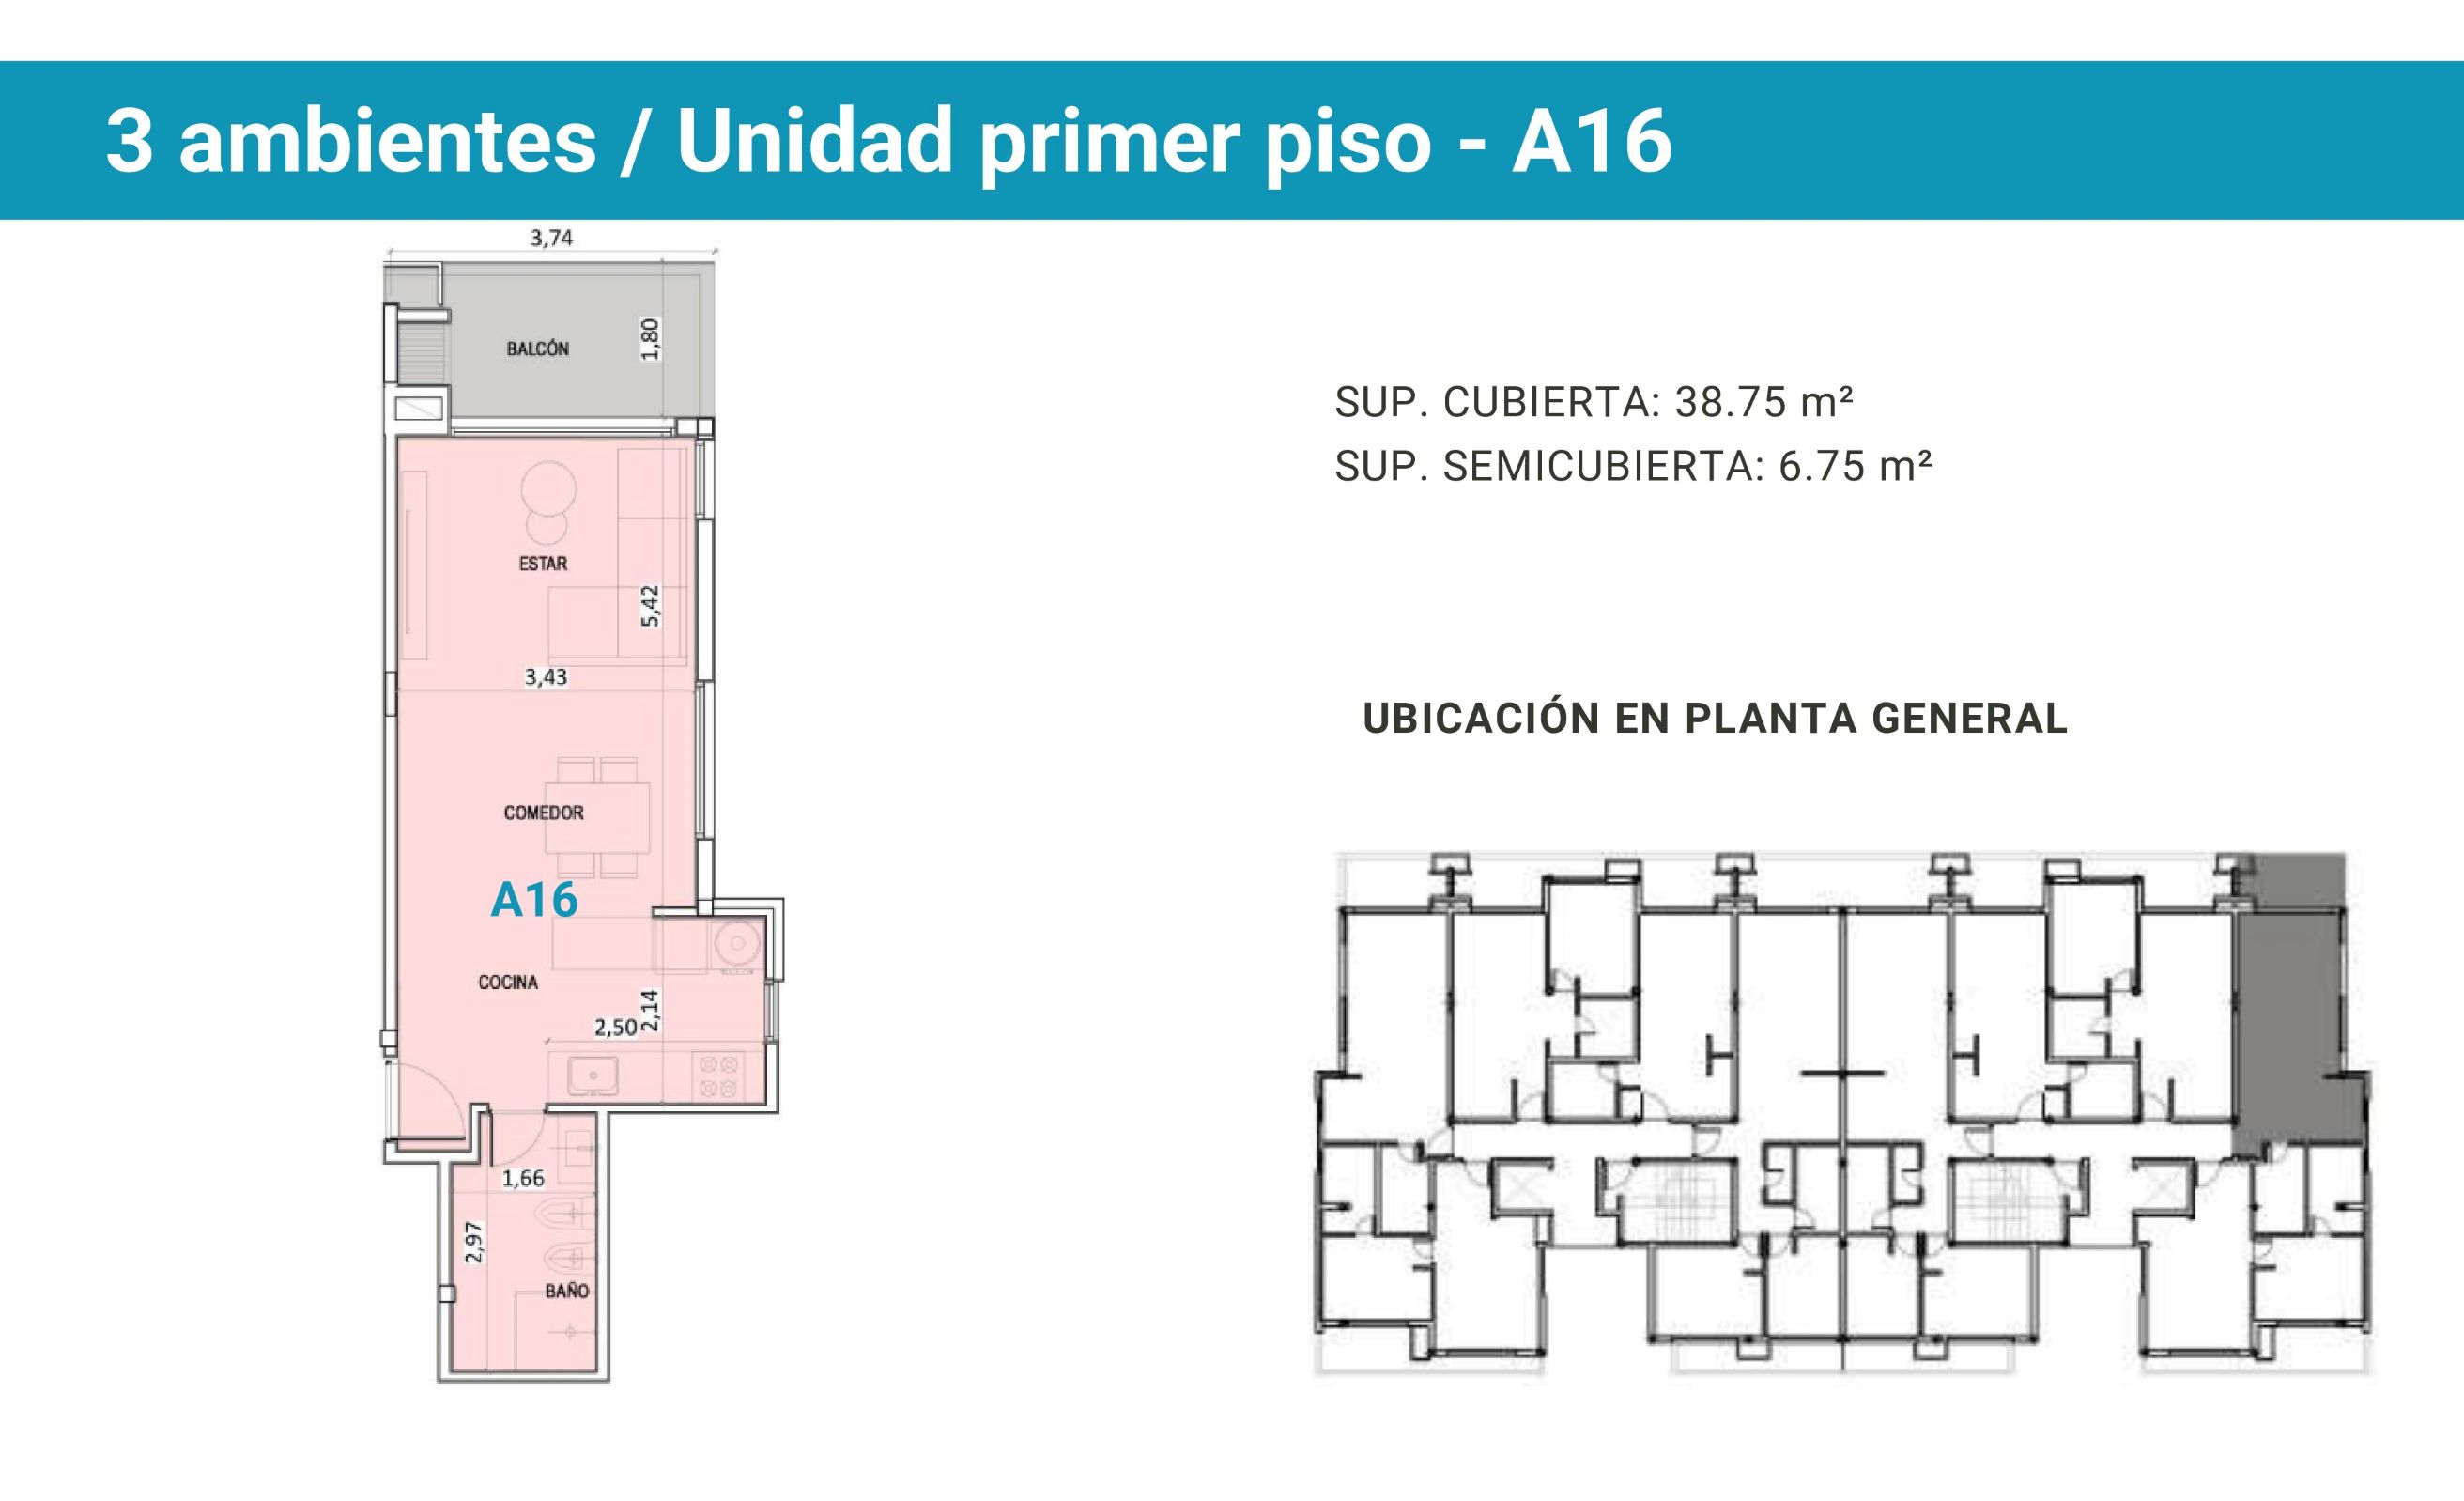 3 ambientes / Unidad primer piso - A16
3,74
BALCÓN
1,80
ESTAR
5,42
3,43
COMEDOR
A16
COCINA
2,14
2,50
1,66
2,97
BAÑO
SUP. CUBIERTA: 38.75 m²
SUP. SEMICUBIERTA: 6.75 m²
UBICACIÓN EN PLANTA GENERAL